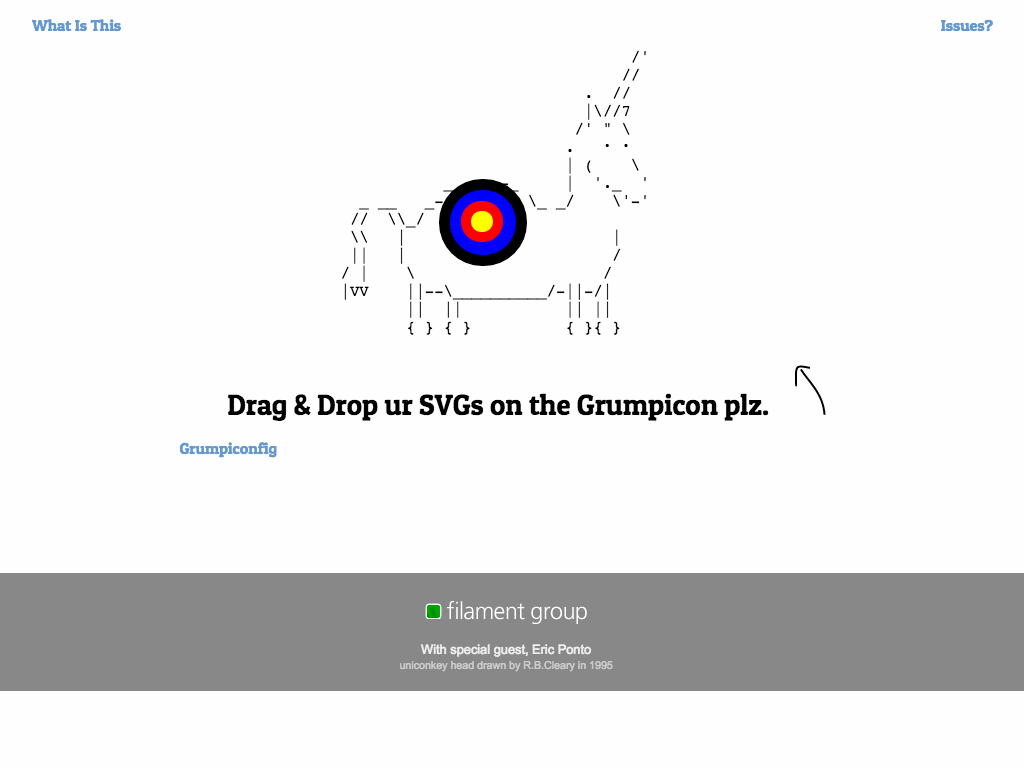 What Is This
Issues?
Drag & Drop ur SVGs on the Grumpicon plz.
Grumpiconfig
filament group
With special guest, Eric Ponto
uniconkey head drawn by R.B.Cleary in 1995